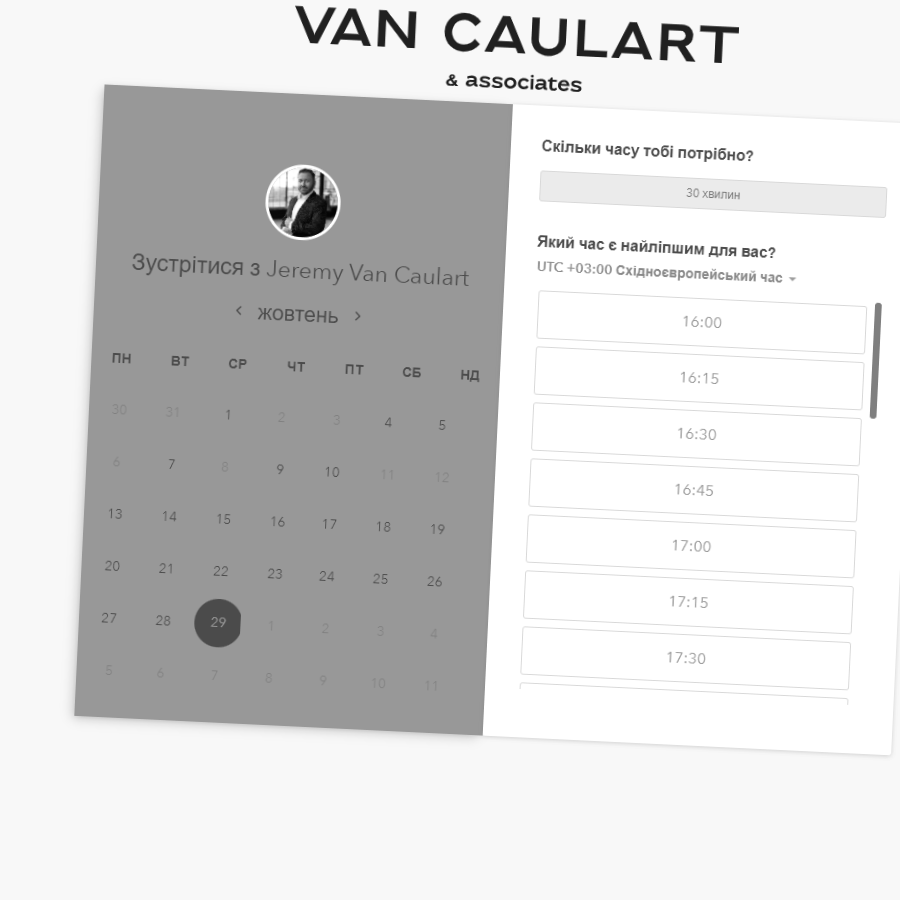 VAN CAULART
& associates
Зустрітися з Jeremy Van Caulart
жовтень
ПН ВТ СР ЧТ ПТ СБ НД
30 31 1 2 3 4 5
6 7 8 9 10 11 12
13 14 15 16 17 18 19
20 21 22 23 24 25 26
27 28 29 1 2 3 4
5 6 7 8 9 10 11
Скільки часу тобі потрібно?
30 хвилин
Який час є найліпшим для вас?
UTC +03:00 Східноєвропейський час
16:00
16:15
16:30
16:45
17:00
17:15
17:30